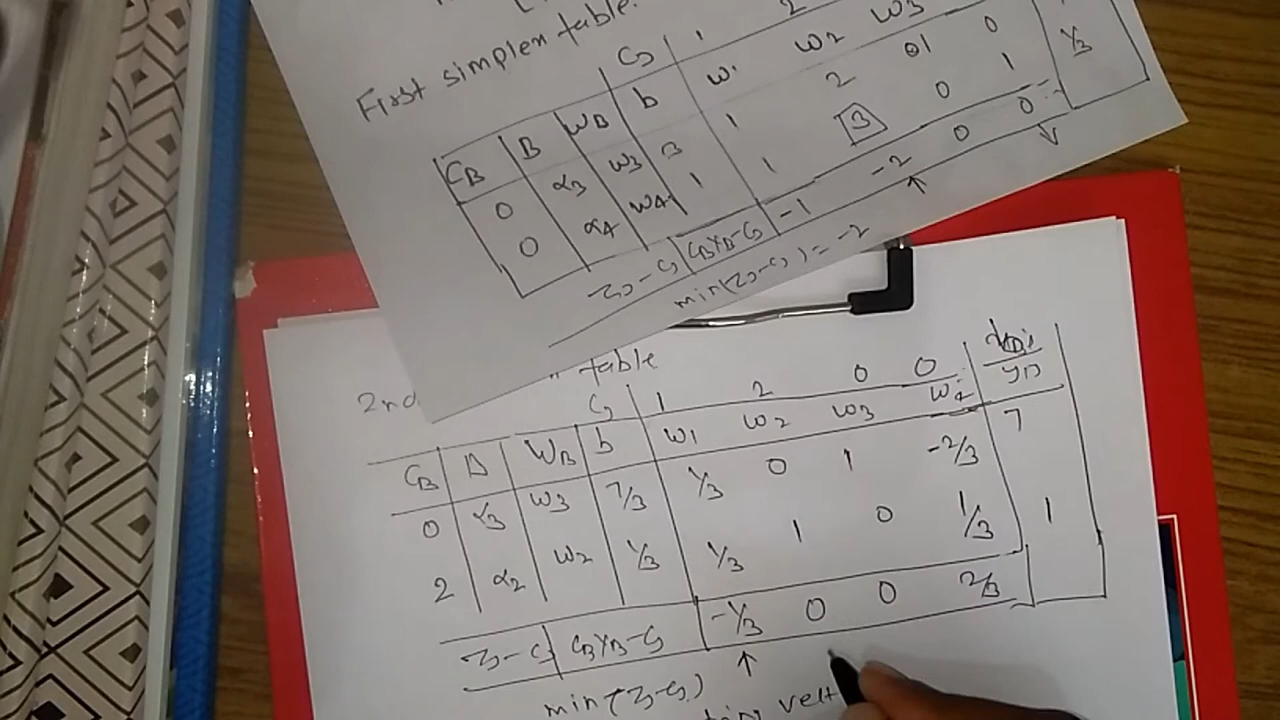 First simplex table.
Cj 1 2
CB B WB b W1 W2 W3
0 α3 W3 3 1 2 01 0
0 α4 W4 1 1 3 0 1 1/3
Zj-Cj CBYB-Cj -1 -2 0 0
min(Zj-Cj) = -2
2nd table
Cj 1 2 0 0
CB B WB b W1 W2 W3 W4 XBi/yij
0 α3 W3 7/3 1/3 0 1 -2/3 7
2 α2 W2 1/3 1/3 1 0 1/3 1
Zj-Cj CBYB-Cj -1/3 0 0 2/3
min(Zj-Cj)